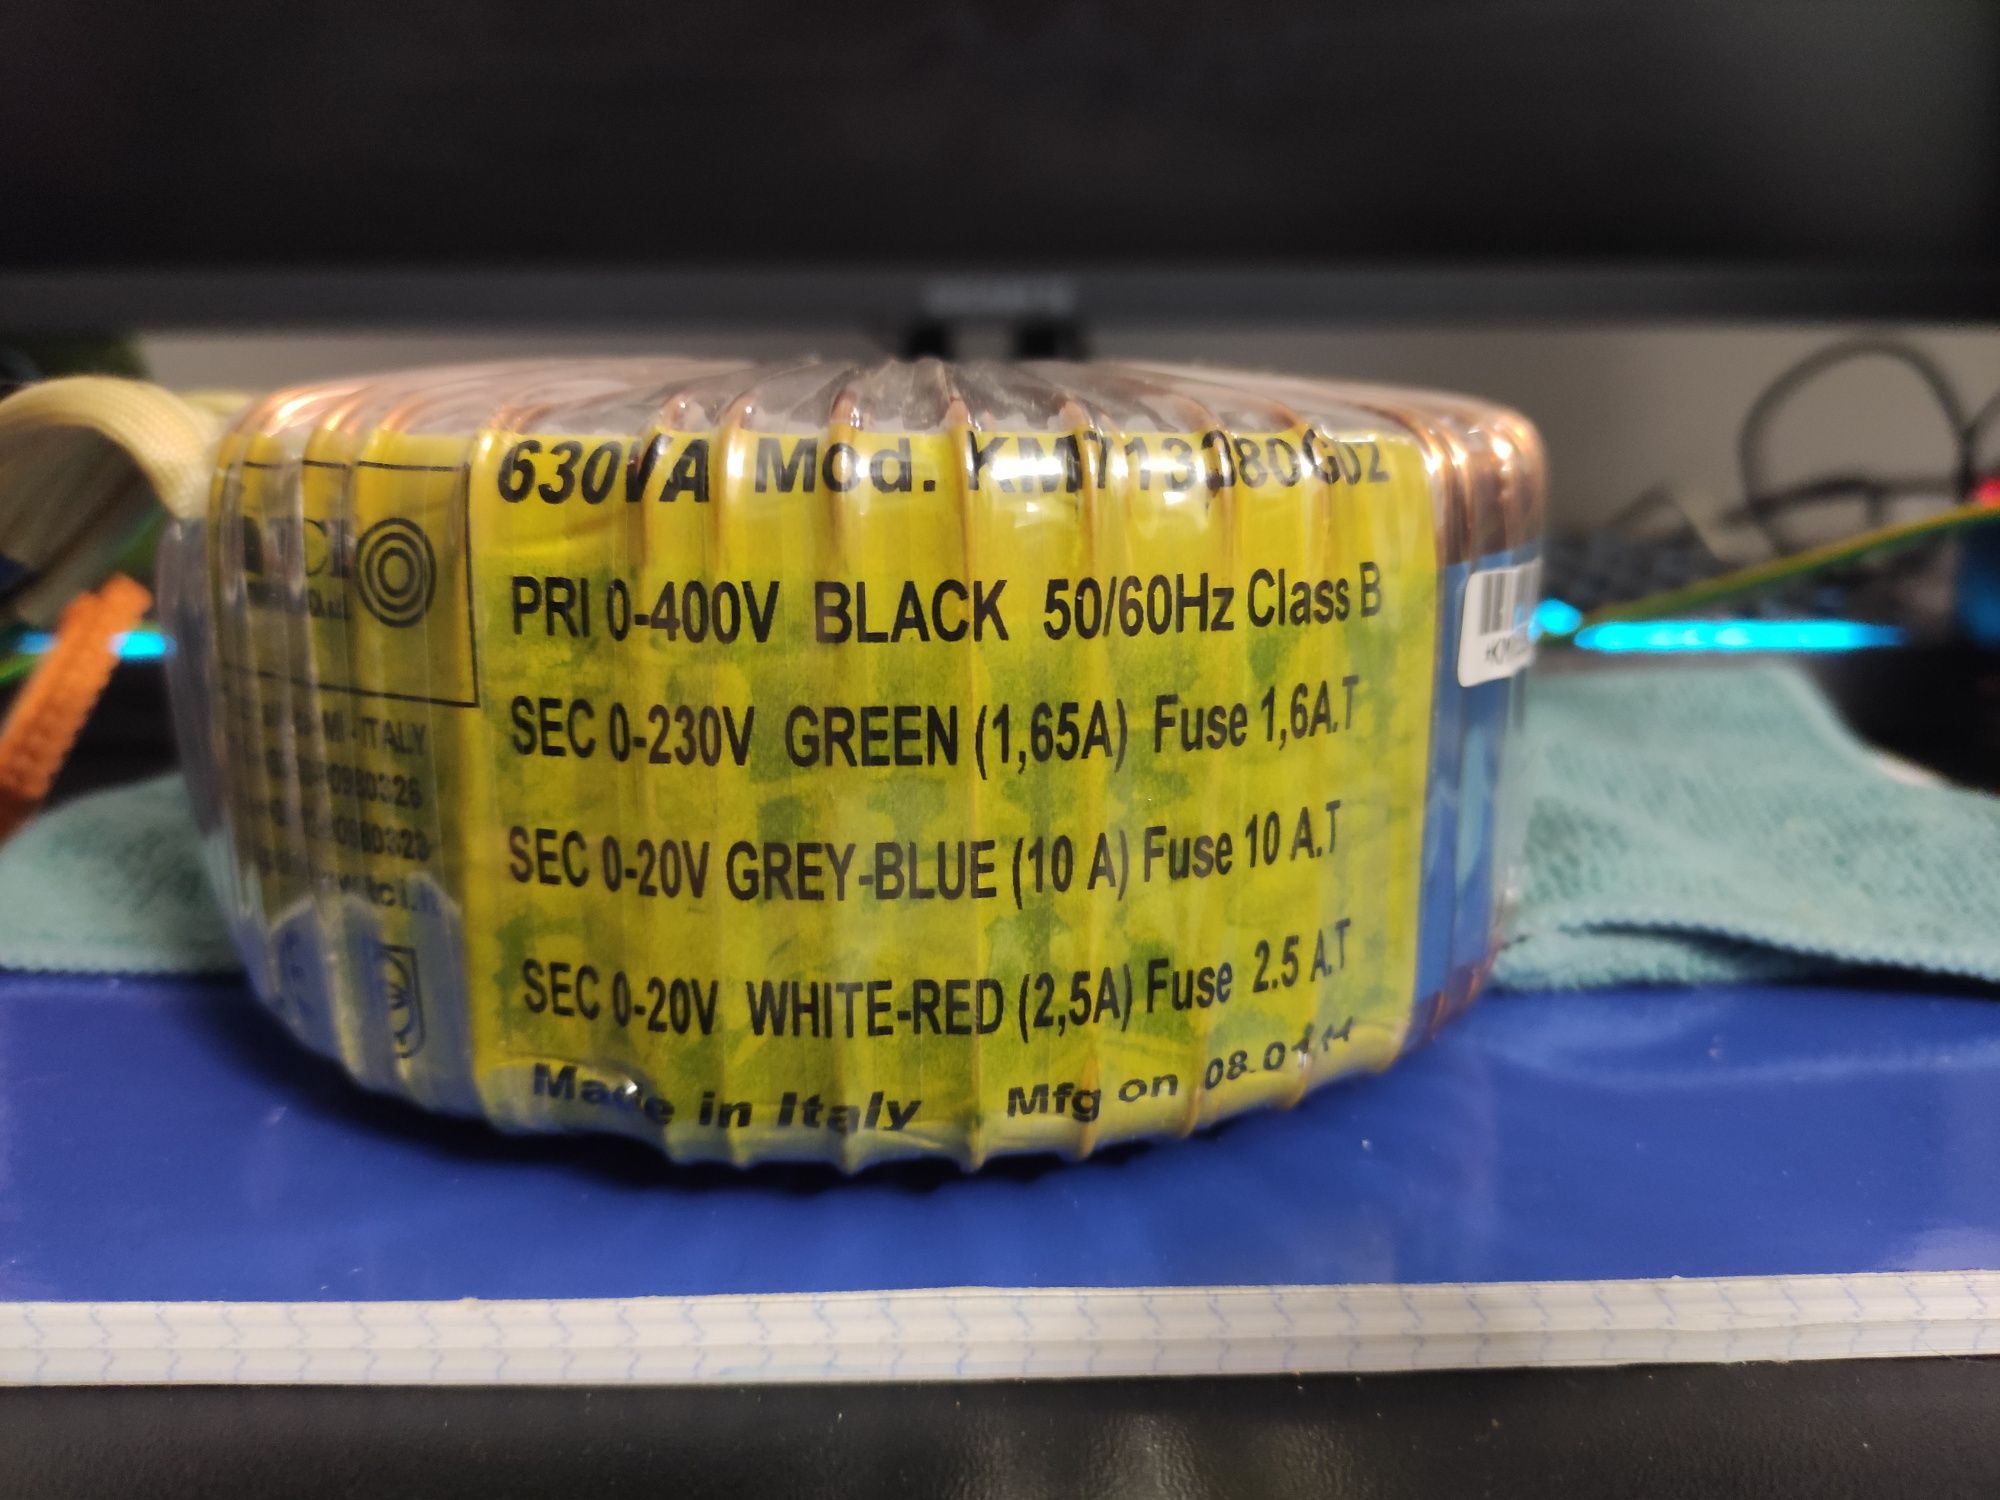 630VA Mod. KM713080G02
PRI 0-400V BLACK 50/60Hz Class B
SEC 0-230V GREEN (1,65A) Fuse 1,6A.T
SEC 0-20V GREY-BLUE (10 A) Fuse 10 A.T
SEC 0-20V WHITE-RED (2,5A) Fuse 2.5 A.T
Made in Italy Mfg on
-ITALY